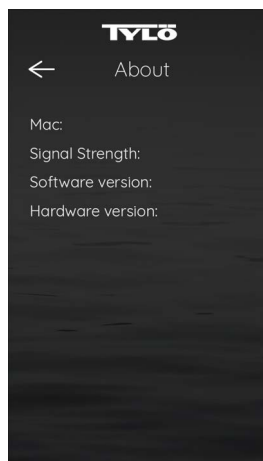 TYLÖ
About
Mac:
Signal Strength:
Software version:
Hardware version: